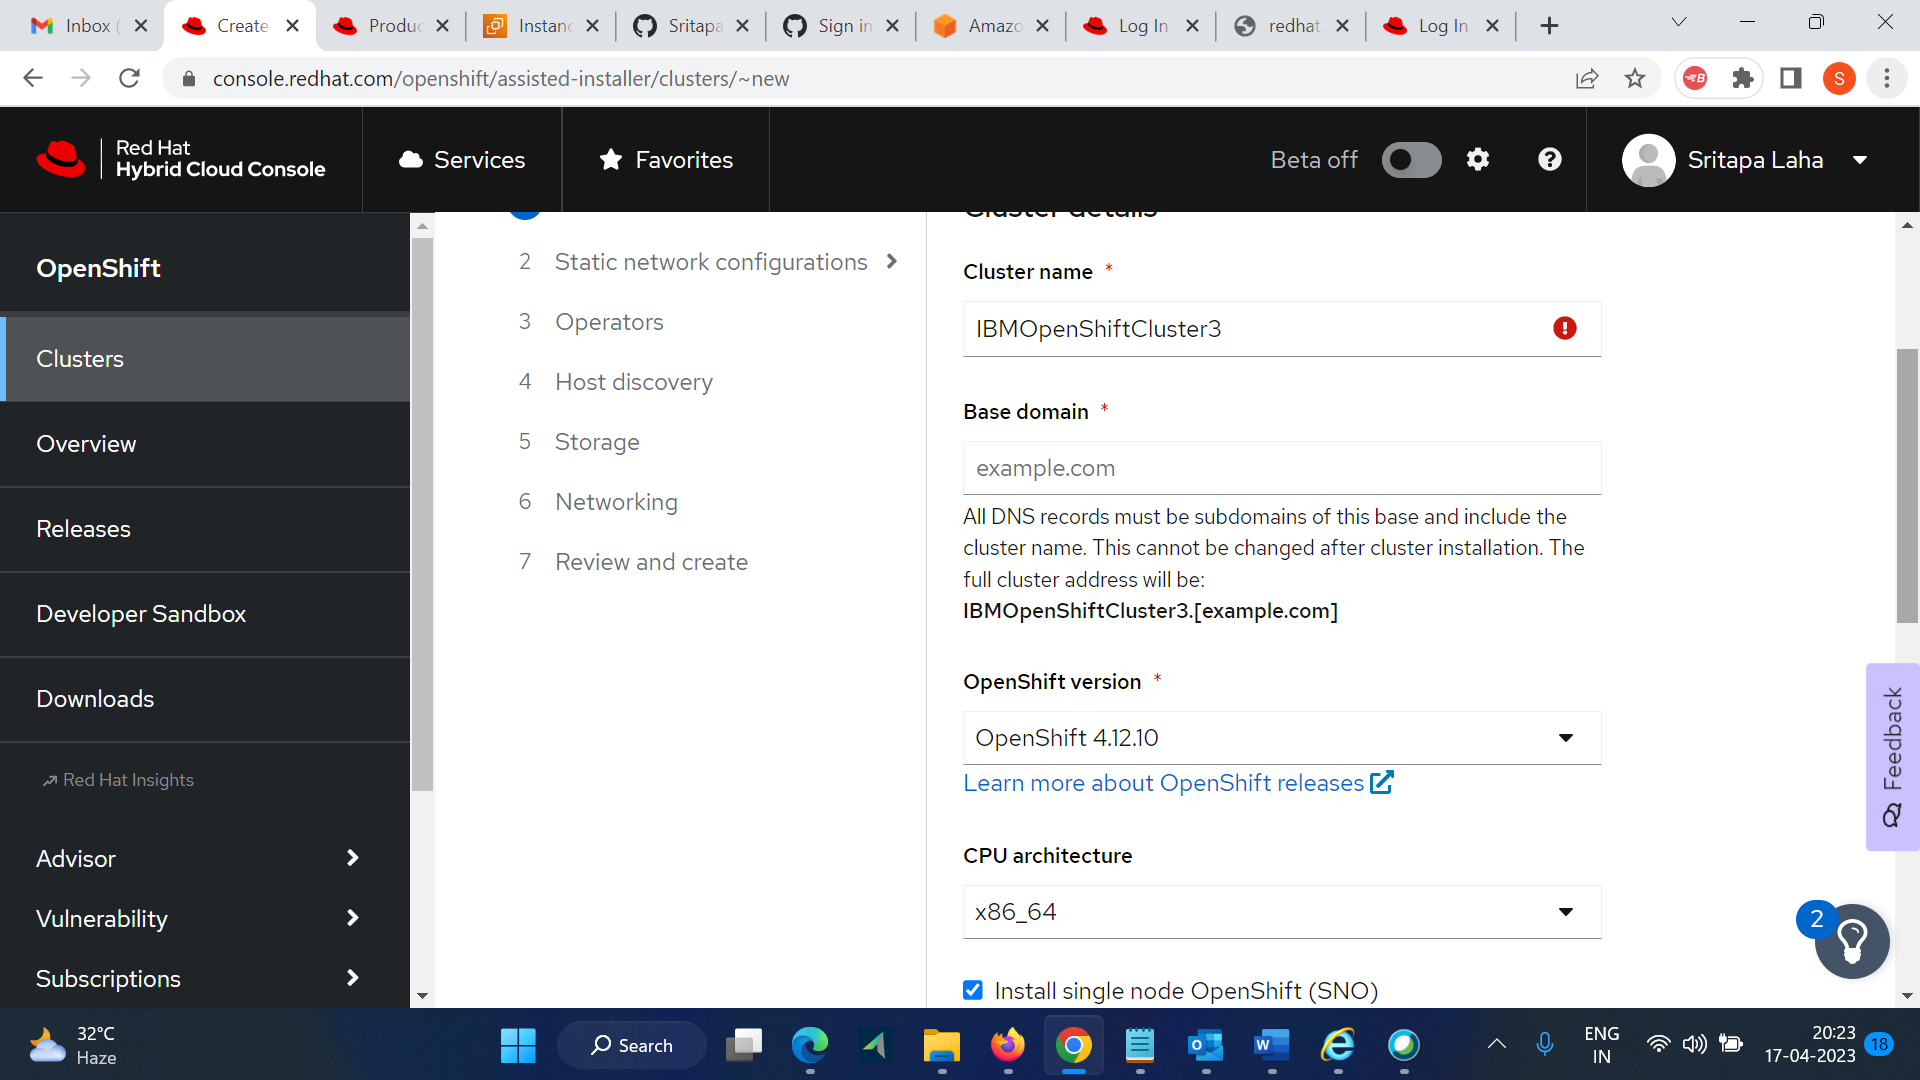 Inbox (
Create
Produc
Instanc
Sritapa
Sign in
Amazo
Log In
redhat.
Log In
console.redhat.com/openshift/assisted-installer/clusters/~new
S
Red Hat
Hybrid Cloud Console
Services
Favorites
Beta off
Sritapa Laha
OpenShift
Clusters
Overview
Releases
Developer Sandbox
Downloads
Red Hat Insights
Advisor
Vulnerability
Subscriptions
2 Static network configurations
3 Operators
4 Host discovery
5 Storage
6 Networking
7 Review and create
Cluster details
Cluster name *
IBMOpenShiftCluster3
Base domain *
example.com
All DNS records must be subdomains of this base and include the
cluster name. This cannot be changed after cluster installation. The
full cluster address will be:
IBMOpenShiftCluster3.[example.com]
OpenShift version *
OpenShift 4.12.10
Learn more about OpenShift releases
CPU architecture
x86_64
Install single node OpenShift (SNO)
Feedback
2
32°C
Haze
Search
ENG
IN
20:23
17-04-2023
18